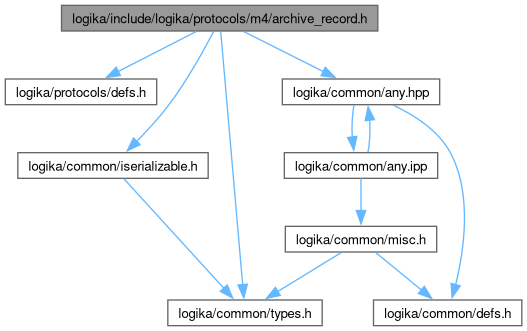 logika/include/logika/protocols/m4/archive_record.h
logika/protocols/defs.h
logika/common/any.hpp
logika/common/iserializable.h
logika/common/any.ipp
logika/common/misc.h
logika/common/types.h
logika/common/defs.h